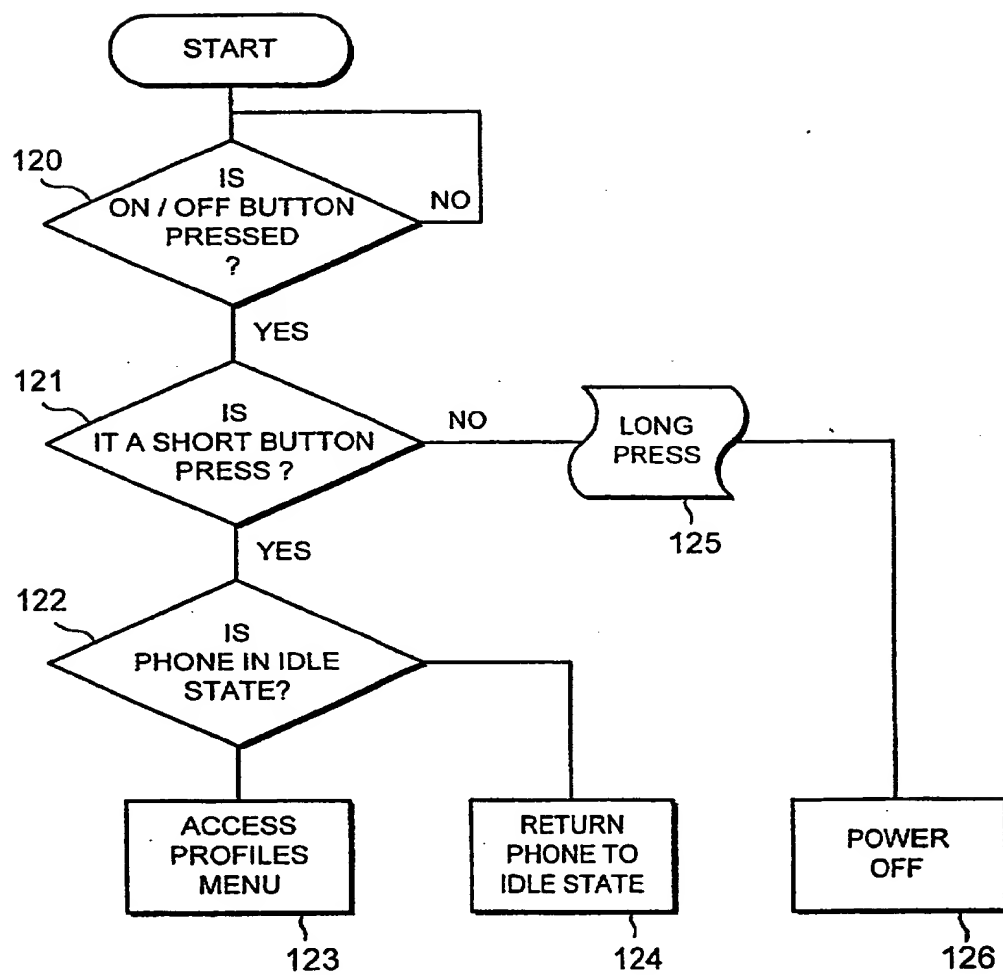 START
120
IS
ON / OFF BUTTON
PRESSED
?
NO
YES
121
IS
IT A SHORT BUTTON
PRESS ?
NO
LONG
PRESS
125
YES
122
IS
PHONE IN IDLE
STATE?
ACCESS
PROFILES
MENU
123
RETURN
PHONE TO
IDLE STATE
124
POWER
OFF
126